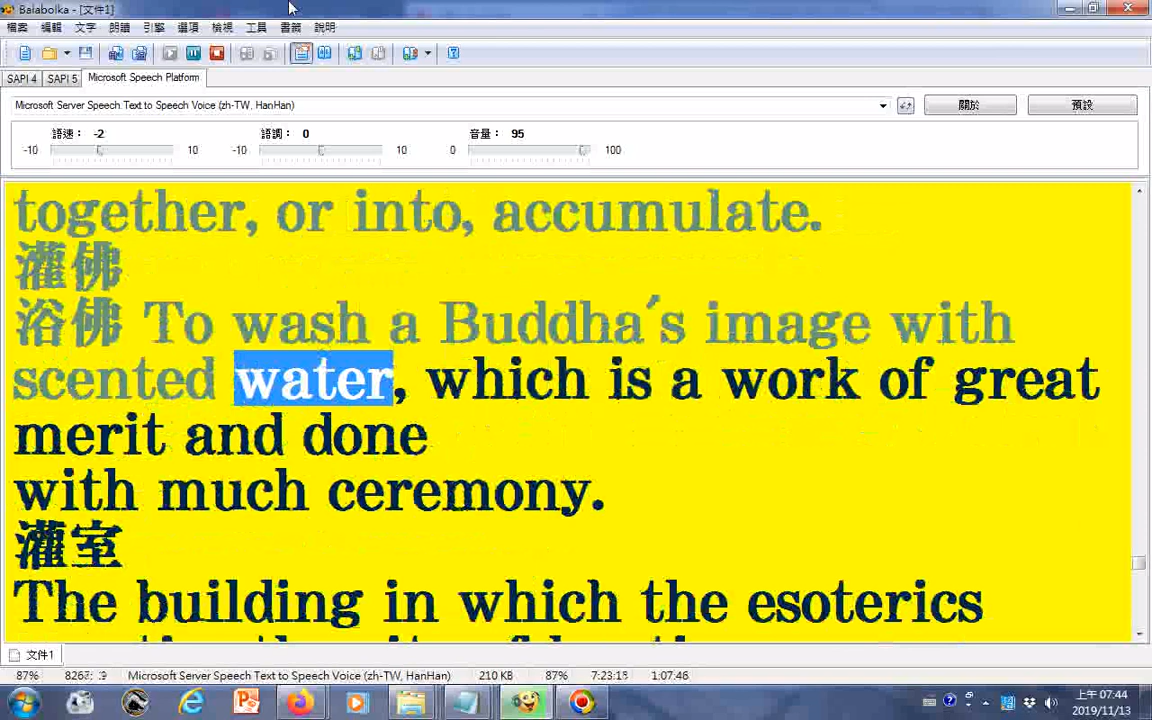 Balabolka - [文件1]
檔案 編輯 文字 朗讀 引擎 選項 檢視 工具 書籤 說明
SAPI 4 SAPI 5 Microsoft Speech Platform
Microsoft Server Speech Text to Speech Voice (zh-TW, HanHan) 關於 預設
語速： -2 語調： 0 音量： 95
-10 10 -10 10 0 100
together, or into, accumulate.
灌佛
浴佛 To wash a Buddha's image with
scented water, which is a work of great
merit and done
with much ceremony.
灌室
The building in which the esoterics
文件1
87% Microsoft Server Speech Text to Speech Voice (zh-TW, HanHan) 210 KB 87% 1:07:46
上午 07:44
2019/11/13